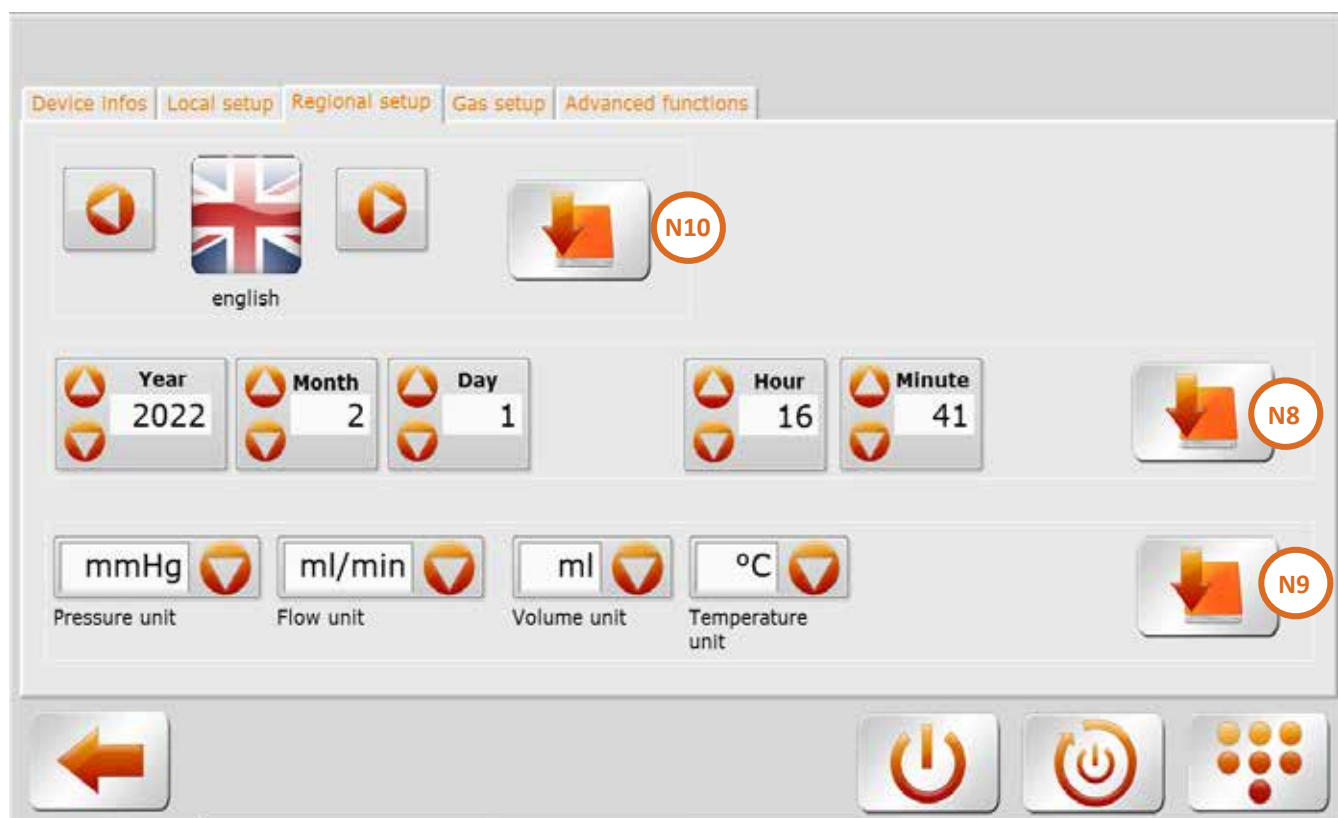 Device infos Local setup Regional setup Gas setup Advanced functions
N10
english
Year Month Day Hour Minute
2022 2 1 16 41
N8
mmHg ml/min ml °C
N9
Pressure unit Flow unit Volume unit Temperature
unit